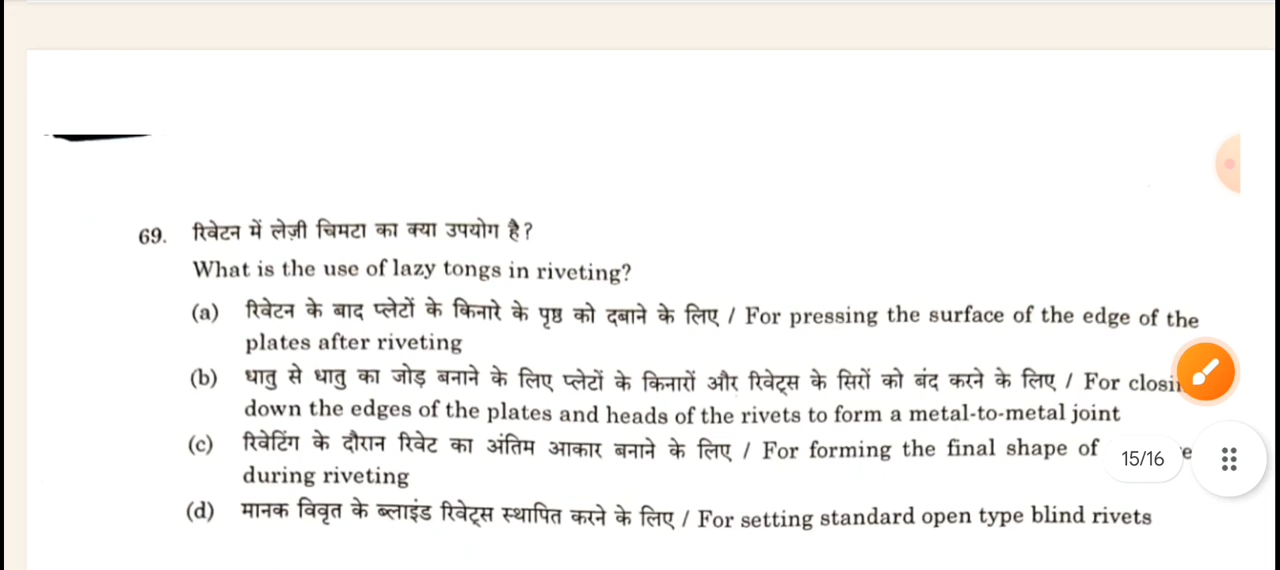 69. रिवेटन में लेज़ी चिमटा का क्या उपयोग है?
What is the use of lazy tongs in riveting?
(a) रिवेटन के बाद प्लेटों के किनारे के पृष्ठ को दबाने के लिए / For pressing the surface of the edge of the
plates after riveting
(b) धातु से धातु का जोड़ बनाने के लिए प्लेटों के किनारों और रिवेट्स के सिरों को बंद करने के लिए / For
down the edges of the plates and heads of the rivets to form a metal-to-metal joint
(c) रिवेटिंग के दौरान रिवेट का अंतिम आकार बनाने के लिए / For forming the final shape of
15/16
during riveting
(d) मानक विवृत के ब्लाइंड रिवेट्स स्थापित करने के लिए / For setting standard open type blind rivets